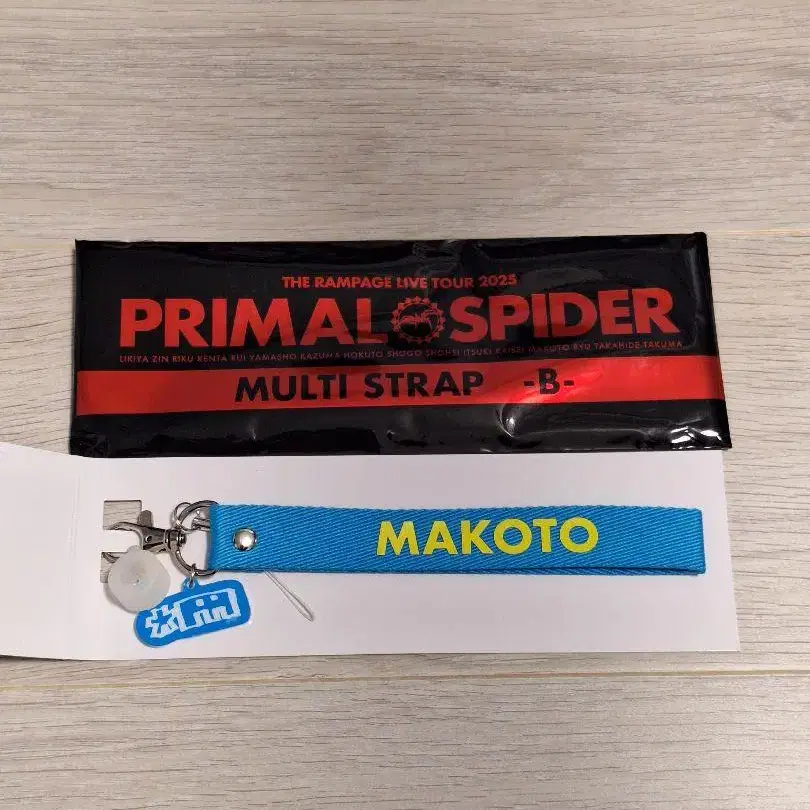 THE RAMPAGE LIVE TOUR 2025
PRIMAL SPIDER
LIKIYA ZIN RIKU KENTA RUI YAMASHO KAZUMA HOKUTO SHOGO SHOHEI ITSUKI KAISEI MAKOTO RYU TAKAHIDE TAKUMA
MULTI STRAP -B-
MAKOTO